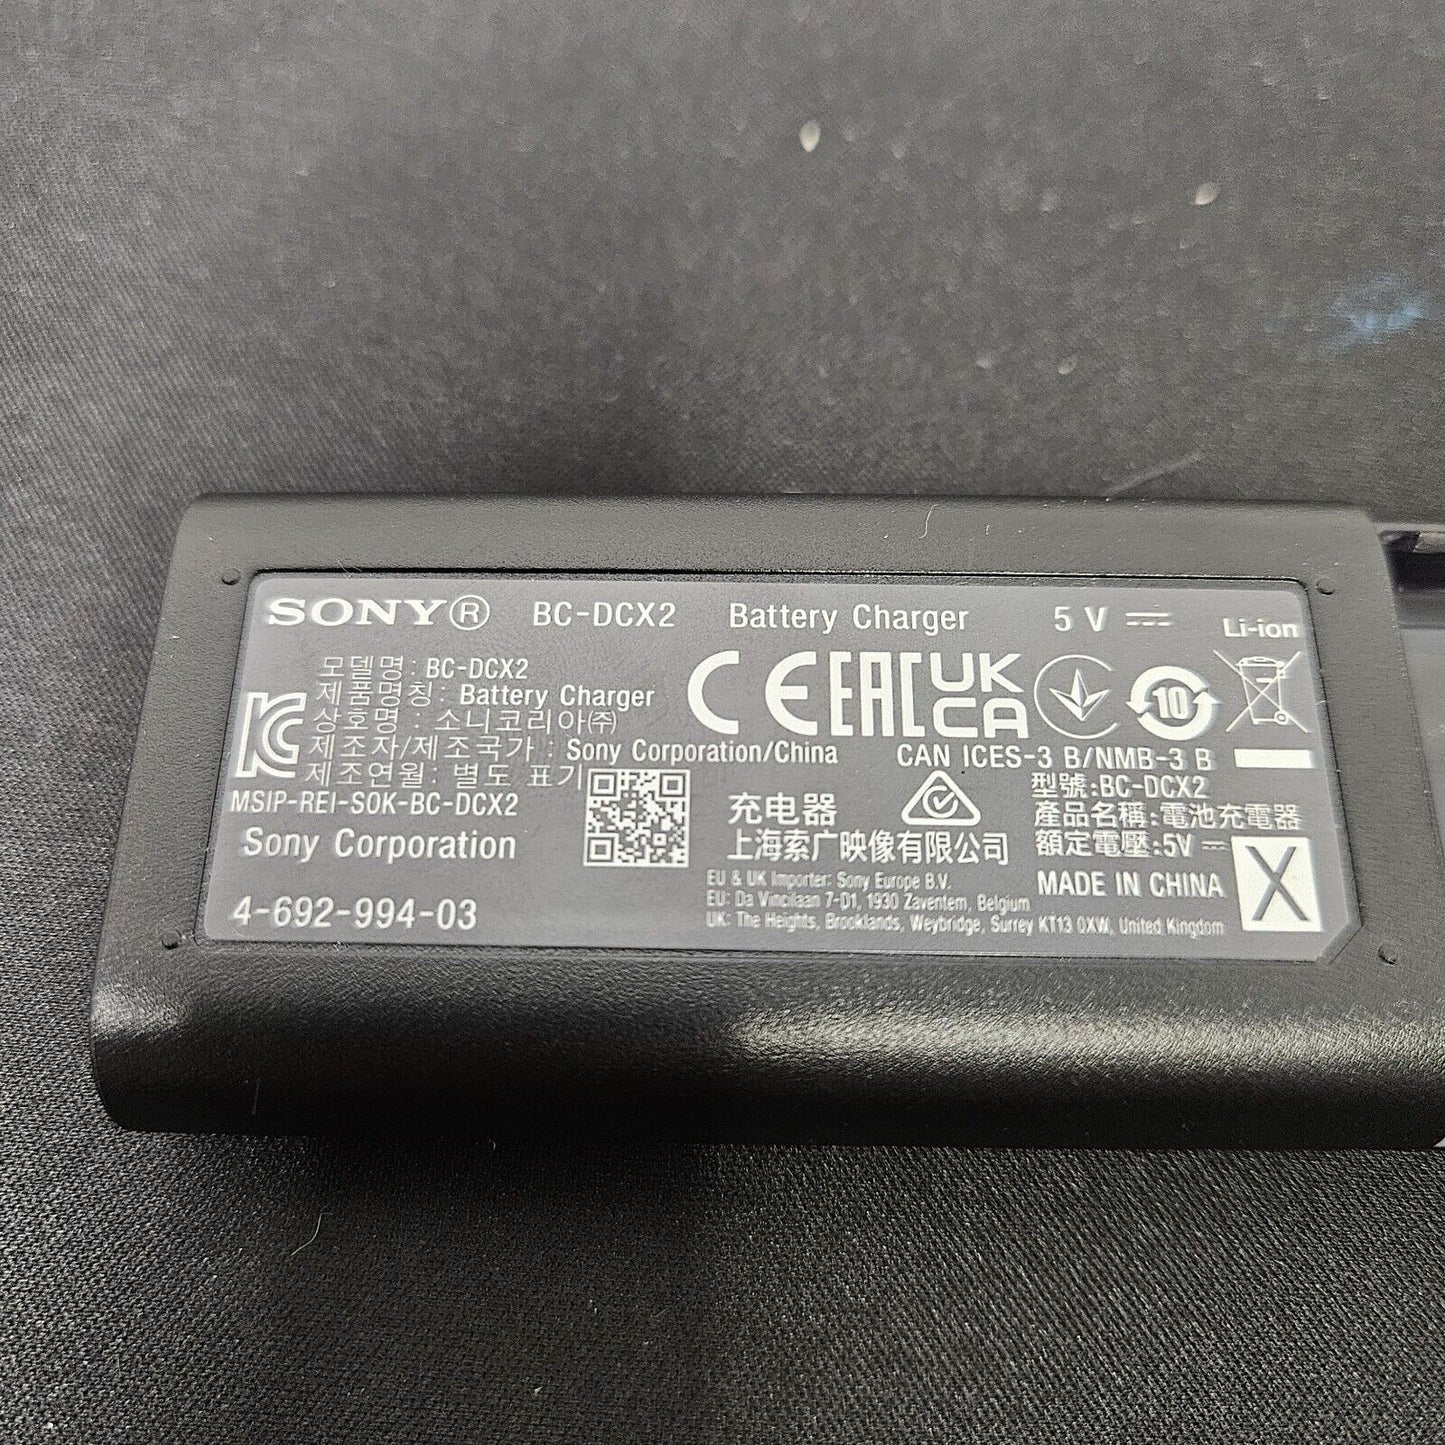 SONY® BC-DCX2 Battery Charger 5 V Li-ion
모델명 : BC-DCX2
제품명칭 : Battery Charger
상호명 : 소니코리아㈜
제조자/제조국가 : Sony Corporation/China
제조연월 : 별도 표기
MSIP-REI-SOK-BC-DCX2
Sony Corporation
4-692-994-03
CE EAC UK CA 10
CAN ICES-3 B/NMB-3 B
充电器
上海索广映像有限公司
型號:BC-DCX2
產品名稱:電池充電器
額定電壓:5V
EU & UK Importer: Sony Europe B.V.
EU: Da Vincilaan 7-D1, 1930 Zaventem, Belgium
UK: The Heights, Brooklands, Weybridge, Surrey KT13 0XW, United Kingdom
MADE IN CHINA
X